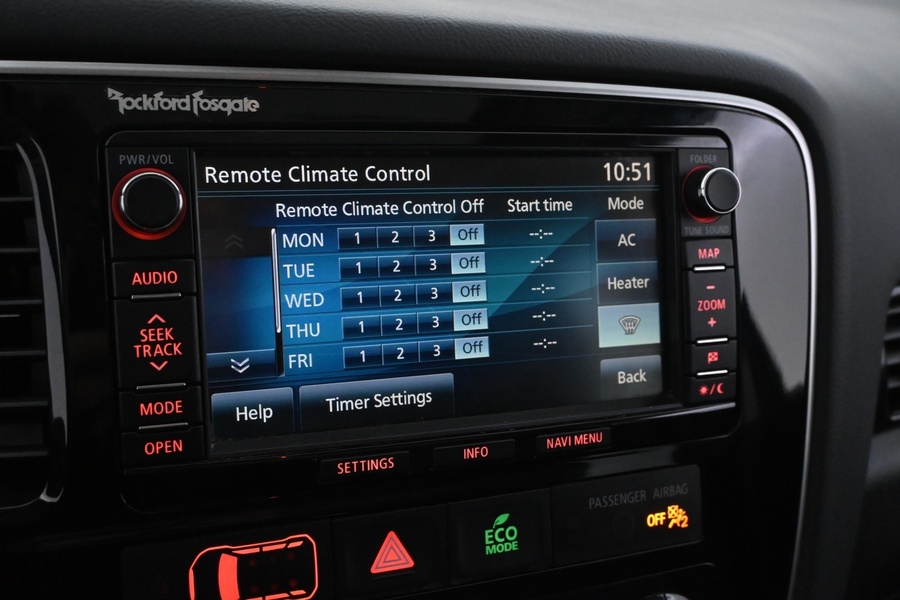 Rockford Fosgate
PWR/VOL
FOLDER
Remote Climate Control 10:51
Remote Climate Control Off Start time Mode
TUNE SOUND
MON 1 2 3 Off --:-- AC
MAP
TUE 1 2 3 Off --:--
AUDIO
WED 1 2 3 Off --:-- Heater
- ZOOM +
SEEK
TRACK
THU 1 2 3 Off --:--
FRI 1 2 3 Off --:--
Back
MODE
Help Timer Settings
OPEN
SETTINGS INFO NAVI MENU
PASSENGER AIRBAG
OFF 2
ECO
MODE